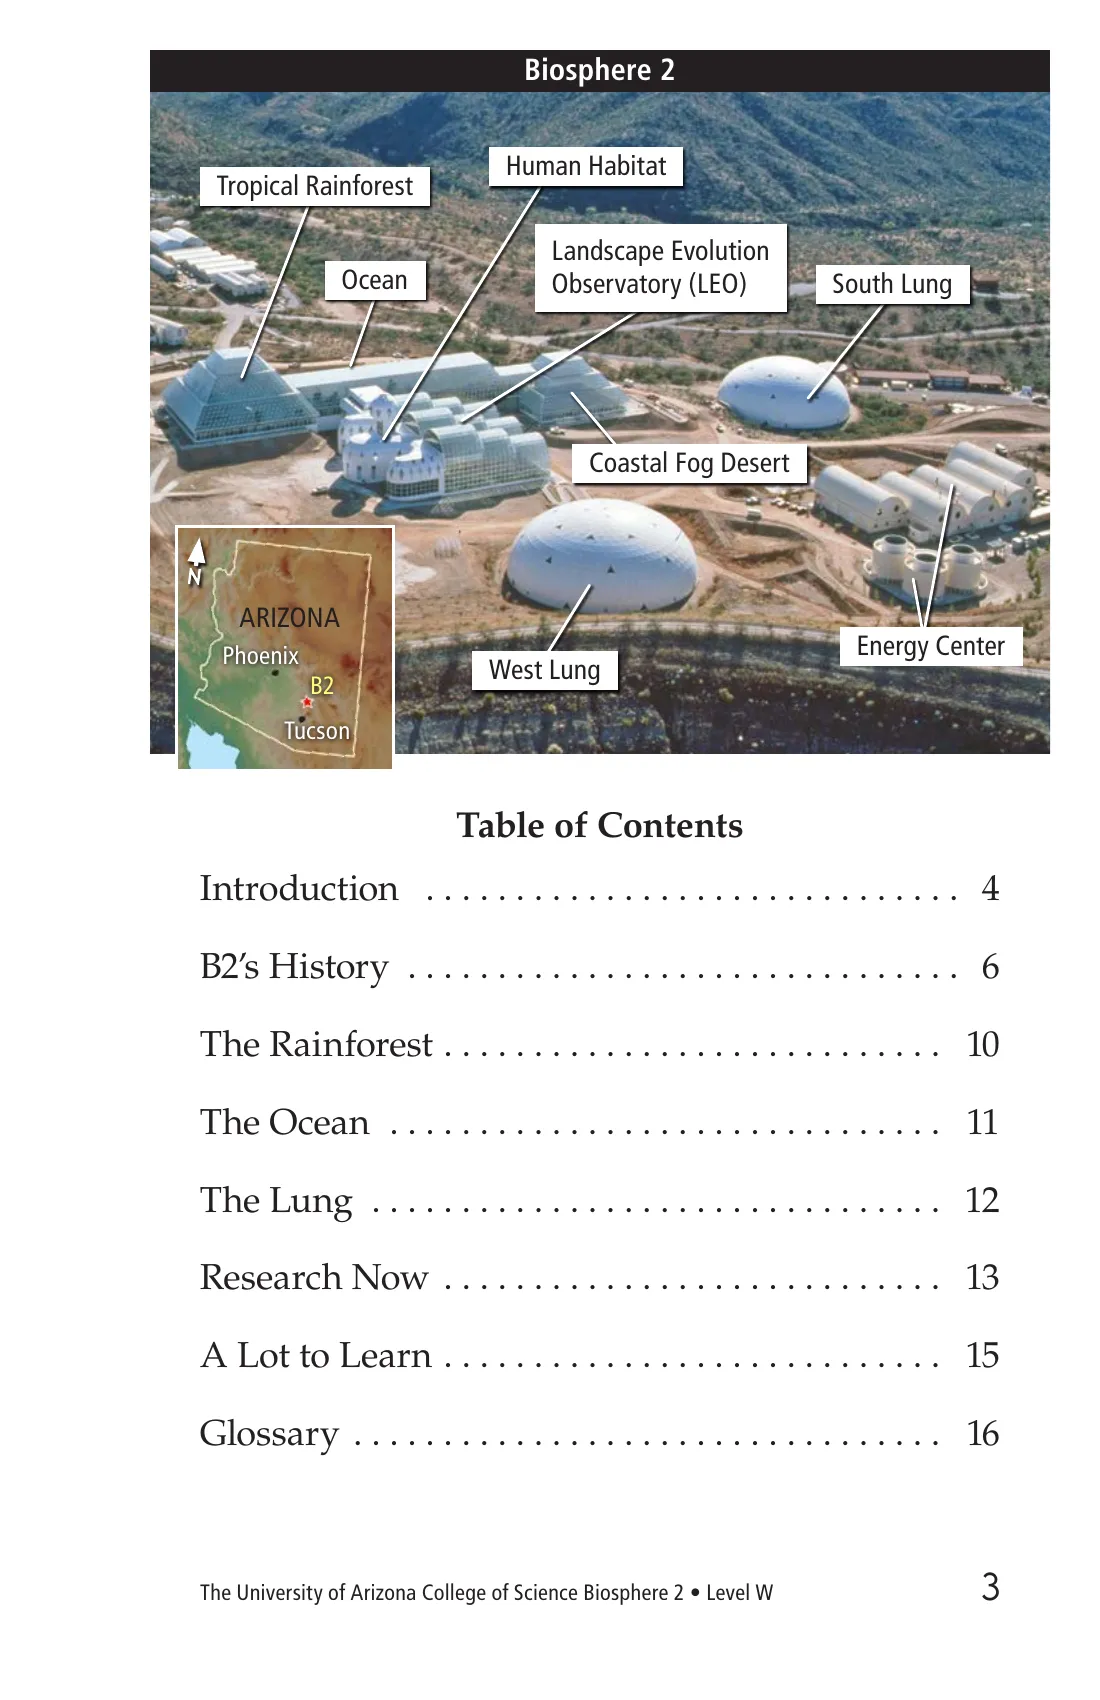 Biosphere 2
Human Habitat
Tropical Rainforest
Landscape Evolution
Observatory (LEO)
Ocean
South Lung
Coastal Fog Desert
N
ARIZONA
Phoenix
B2
Tucson
West Lung
Energy Center
Table of Contents
Introduction . . . . . . . . . . . . . . . . . . . . . . . . . . . . . . 4
B2’s History . . . . . . . . . . . . . . . . . . . . . . . . . . . . . . . 6
The Rainforest . . . . . . . . . . . . . . . . . . . . . . . . . . . . 10
The Ocean . . . . . . . . . . . . . . . . . . . . . . . . . . . . . . . 11
The Lung . . . . . . . . . . . . . . . . . . . . . . . . . . . . . . . . 12
Research Now . . . . . . . . . . . . . . . . . . . . . . . . . . . . 13
A Lot to Learn . . . . . . . . . . . . . . . . . . . . . . . . . . . . 15
Glossary . . . . . . . . . . . . . . . . . . . . . . . . . . . . . . . . . 16
The University of Arizona College of Science Biosphere 2 • Level W 3